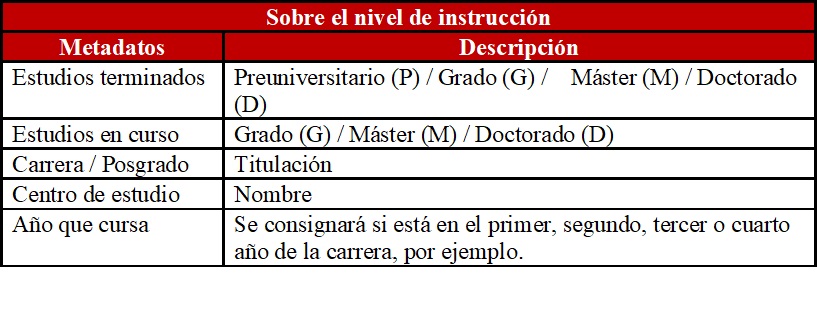 Sobre el nivel de instrucción
Metadatos Descripción
Estudios terminados Preuniversitario (P) / Grado (G) / Máster (M) / Doctorado
(D)
Estudios en curso Grado (G) / Máster (M) / Doctorado (D)
Carrera / Posgrado Titulación
Centro de estudio Nombre
Año que cursa Se consignará si está en el primer, segundo, tercer o cuarto
año de la carrera, por ejemplo.